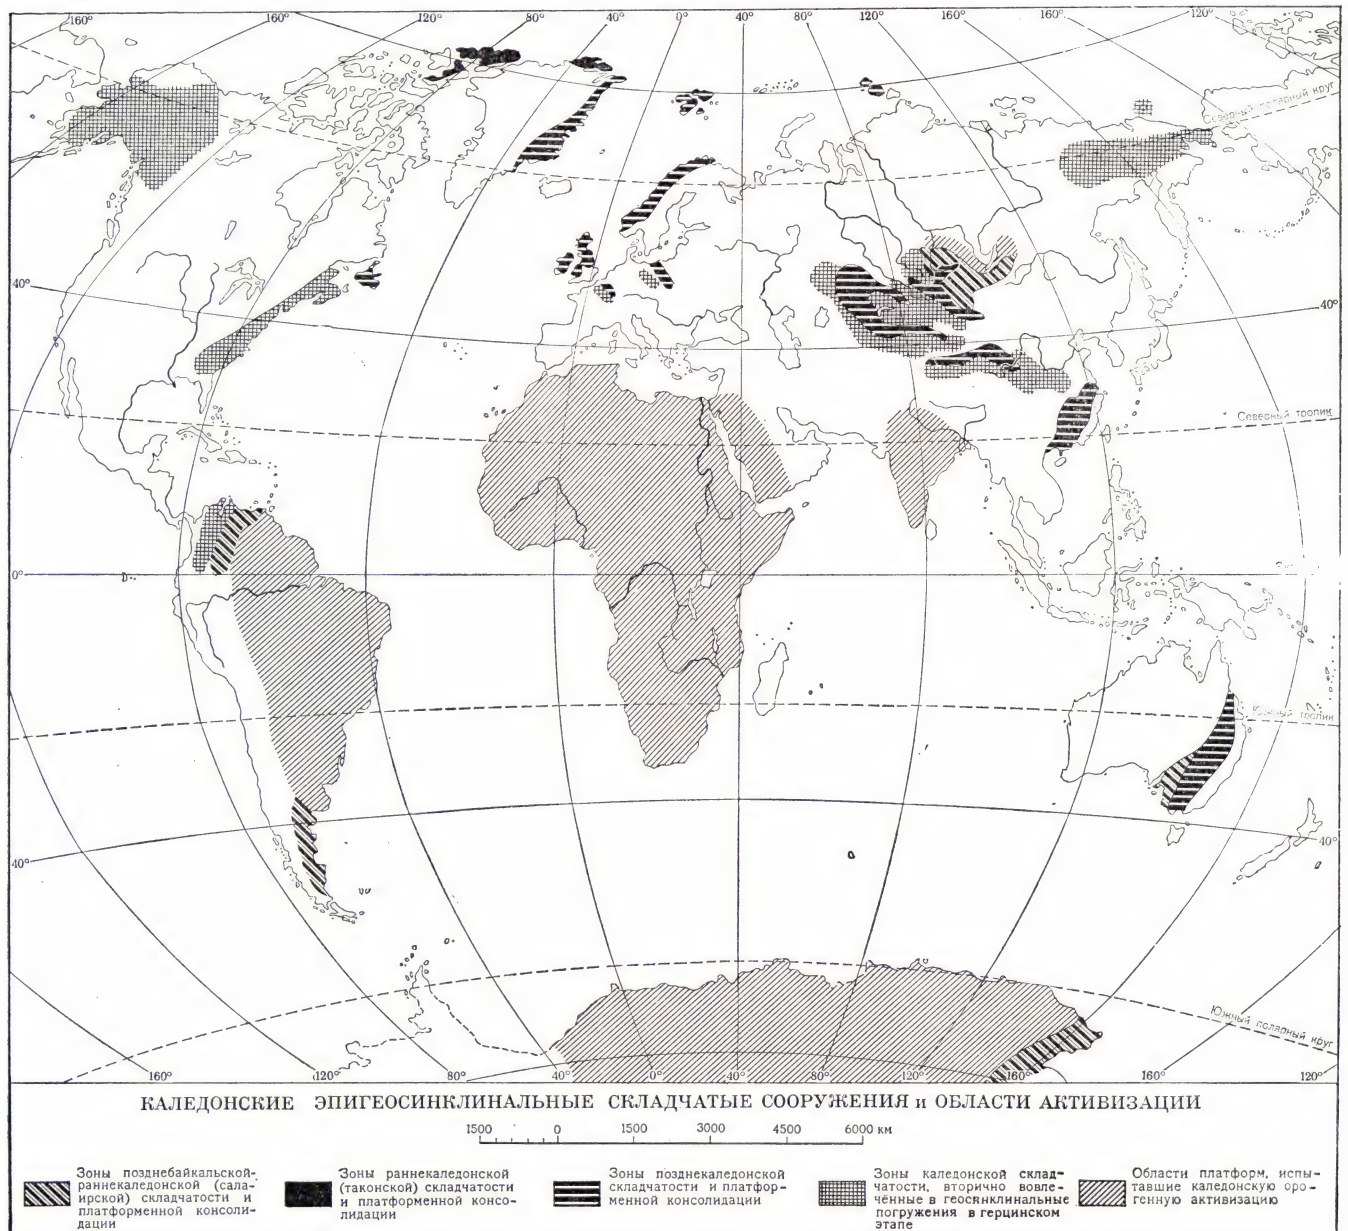 160° 160° 120° 80° 40° 0° 40° 80° 120° 160° 160° 120°
Северный полярный круг
40° 40°
Северный тропик
0°
Южный тропик
40° 40°
Южный полярный круг
160° 120° 80° 40° 0° 40° 80° 120° 160° 160° 120°
КАЛЕДОНСКИЕ ЭПИГЕОСИНКЛИНАЛЬНЫЕ СКЛАДЧАТЫЕ СООРУЖЕНИЯ и ОБЛАСТИ АКТИВИЗАЦИИ
1500 0 1500 3000 4500 6000 км
Зоны позднебайкальской-
раннекаледонской (сала-
ирской) складчатости и
платформенной консоли-
дации
Зоны раннекаледонской
(таконской) складчатости
и платформенной консо-
лидации
Зоны позднекаледонской
складчатости и платфор-
менной консолидации
Зоны каледонской склад-
чатости, вторично вовле-
чённые в геосинклинальные
погружения в герцинском
этапе
Области платформ, испы-
тавшие каледонскую оро-
генную активизацию